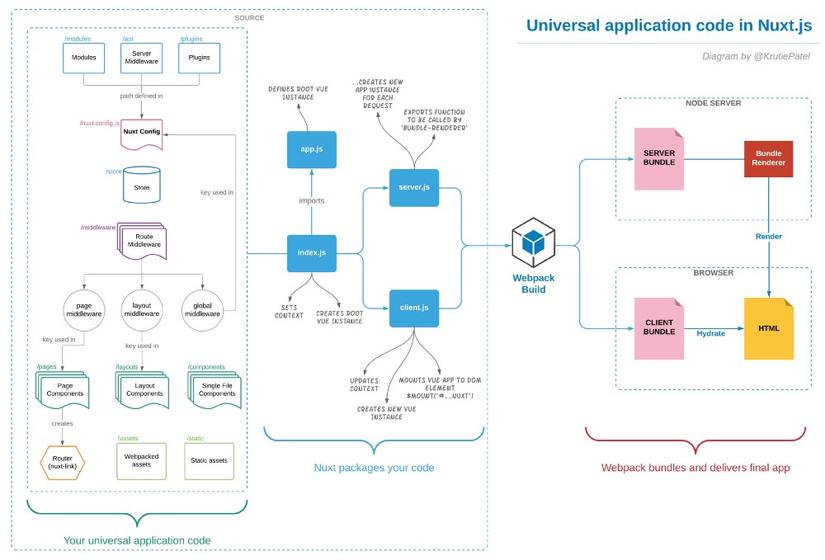 SOURCE
Universal application code in Nuxt.js
Diagram by @KrutiePatel
/modules
/api
/plugins
Modules
Server
Middleware
Plugins
path defined in
/nuxt.config.js
Nuxt Config
/store
Store
key used in
/middleware
Route
Middleware
page
middleware
layout
middleware
global
middleware
key used in
key used in
/pages
/layouts
/components
Page
Components
Layout
Components
Single File
Components
creates
Router
(nuxt-link)
/assets
Webpacked
assets
/static
Static assets
Your universal application code
DEFINES ROOT VUE
INSTANCE
app.js
imports
index.js
SETS
CONTEXT
CREATES ROOT
VUE INSTANCE
...CREATES NEW
APP INSTANCE
FOR EACH
REQUEST
EXPORTS FUNCTION
TO BE CALLED BY
'BUNDLE-RENDERER'
server.js
client.js
UPDATES
CONTEXT
CREATES NEW VUE
INSTANCE
MOUNTS VUE APP TO DOM
ELEMENT
$MOUNT('#__NUXT')
Nuxt packages your code
Webpack
Build
NODE SERVER
SERVER
BUNDLE
Bundle
Renderer
Render
BROWSER
CLIENT
BUNDLE
Hydrate
HTML
Webpack bundles and delivers final app